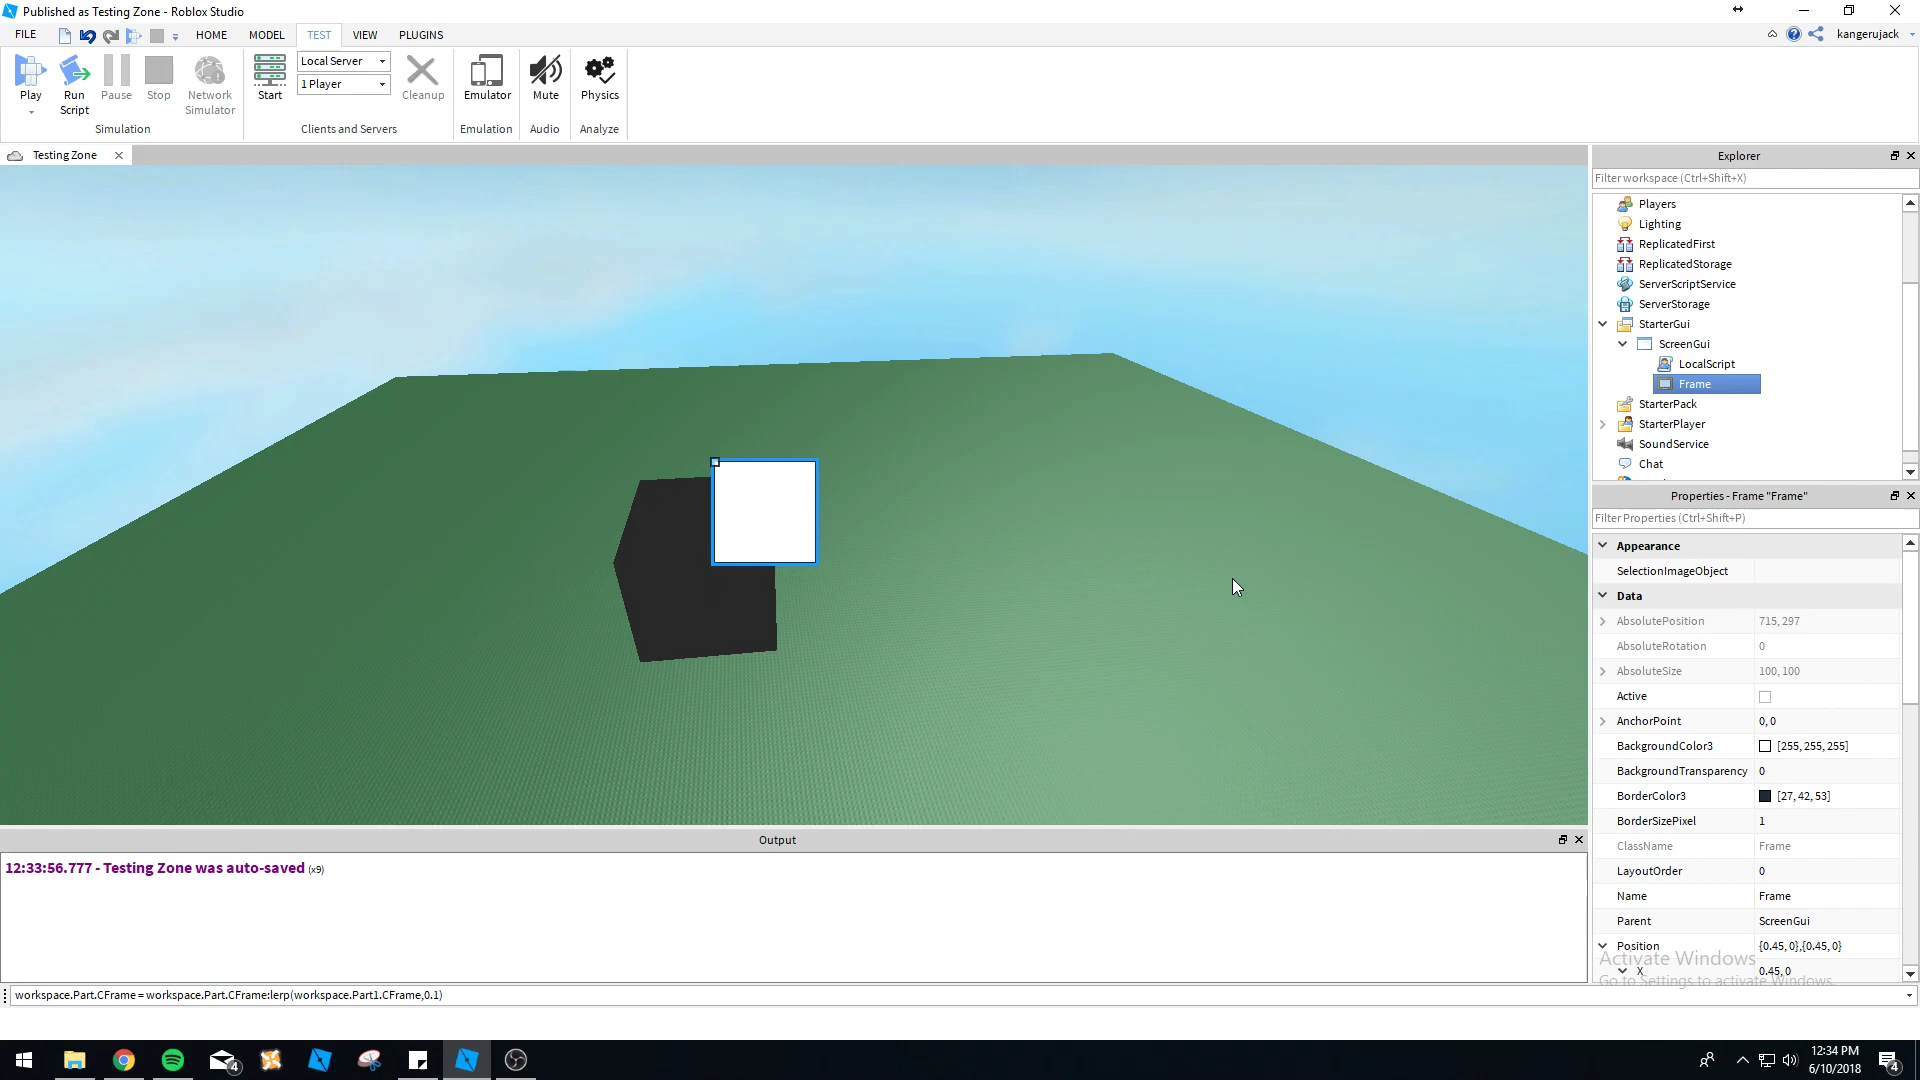 Published as Testing Zone - Roblox Studio
FILE HOME MODEL TEST VIEW PLUGINS kangerujack
Play
Run Script
Pause
Stop
Network Simulator
Simulation
Start
Local Server
1 Player
Cleanup
Clients and Servers
Emulator
Emulation
Mute
Audio
Physics
Analyze
Testing Zone
Explorer
Filter workspace (Ctrl+Shift+X)
Players
Lighting
ReplicatedFirst
ReplicatedStorage
ServerScriptService
ServerStorage
StarterGui
ScreenGui
LocalScript
Frame
StarterPack
StarterPlayer
SoundService
Chat
Properties - Frame "Frame"
Filter Properties (Ctrl+Shift+P)
Appearance
SelectionImageObject
Data
AbsolutePosition 715, 297
AbsoluteRotation 0
AbsoluteSize 100, 100
Active
AnchorPoint 0, 0
BackgroundColor3 [255, 255, 255]
BackgroundTransparency 0
BorderColor3 [27, 42, 53]
BorderSizePixel 1
ClassName Frame
LayoutOrder 0
Name Frame
Parent ScreenGui
Position {0.45, 0},{0.45, 0}
X 0.45, 0
Activate Windows
Go to Settings to activate Windows.
Output
12:33:56.777 - Testing Zone was auto-saved (x9)
workspace.Part.CFrame = workspace.Part.CFrame:lerp(workspace.Part1.CFrame,0.1)
4
12:34 PM
6/10/2018
4